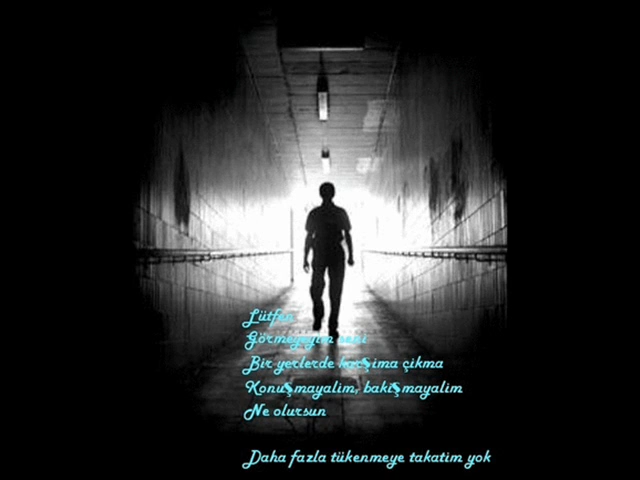 Lütfen
Görmeyeyim seni
Bir yerlerde karşima çikma
Konuşmayalim, bakişmayalim
Ne olursun
Daha fazla tükenmeye takatim yok